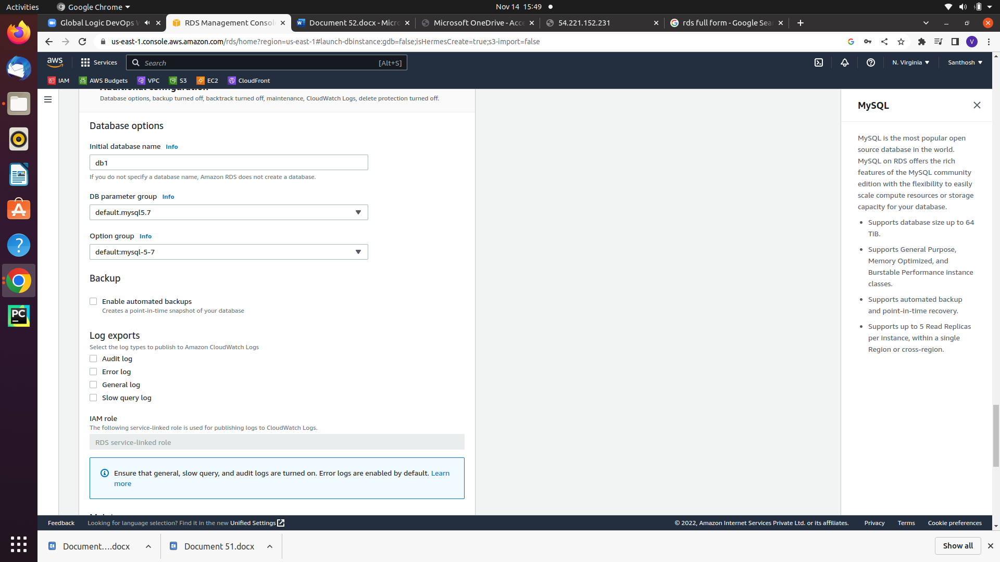 Activities
Google Chrome
Nov 14 15:49
Global Logic DevOps
RDS Management Conso
Document 52.docx - Micr
Microsoft OneDrive - Acc
54.221.152.231
rds full form - Google Sea
us-east-1.console.aws.amazon.com/rds/home?region=us-east-1#launch-dbinstance:gdb=false;isHermesCreate=true;s3-import=false
V
aws
Services
Search
[Alt+S]
N. Virginia
Santhosh
IAM
AWS Budgets
VPC
S3
EC2
CloudFront
Additional configuration
Database options, backup turned off, backtrack turned off, maintenance, CloudWatch Logs, delete protection turned off.
Database options
Initial database name Info
db1
If you do not specify a database name, Amazon RDS does not create a database.
DB parameter group Info
default.mysql5.7
Option group Info
default:mysql-5-7
Backup
Enable automated backups
Creates a point-in-time snapshot of your database
Log exports
Select the log types to publish to Amazon CloudWatch Logs
Audit log
Error log
General log
Slow query log
IAM role
The following service-linked role is used for publishing logs to CloudWatch Logs.
RDS service-linked role
Ensure that general, slow query, and audit logs are turned on. Error logs are enabled by default. Learn
more
MySQL
MySQL is the most popular open
source database in the world.
MySQL on RDS offers the rich
features of the MySQL community
edition with the flexibility to easily
scale compute resources or storage
capacity for your database.
• Supports database size up to 64
TiB.
• Supports General Purpose,
Memory Optimized, and
Burstable Performance instance
classes.
• Supports automated backup
and point-in-time recovery.
• Supports up to 5 Read Replicas
per instance, within a single
Region or cross-region.
PC
Feedback
Looking for language selection? Find it in the new Unified Settings
© 2022, Amazon Internet Services Private Ltd. or its affiliates.
Privacy
Terms
Cookie preferences
Document....docx
Document 51.docx
Show all